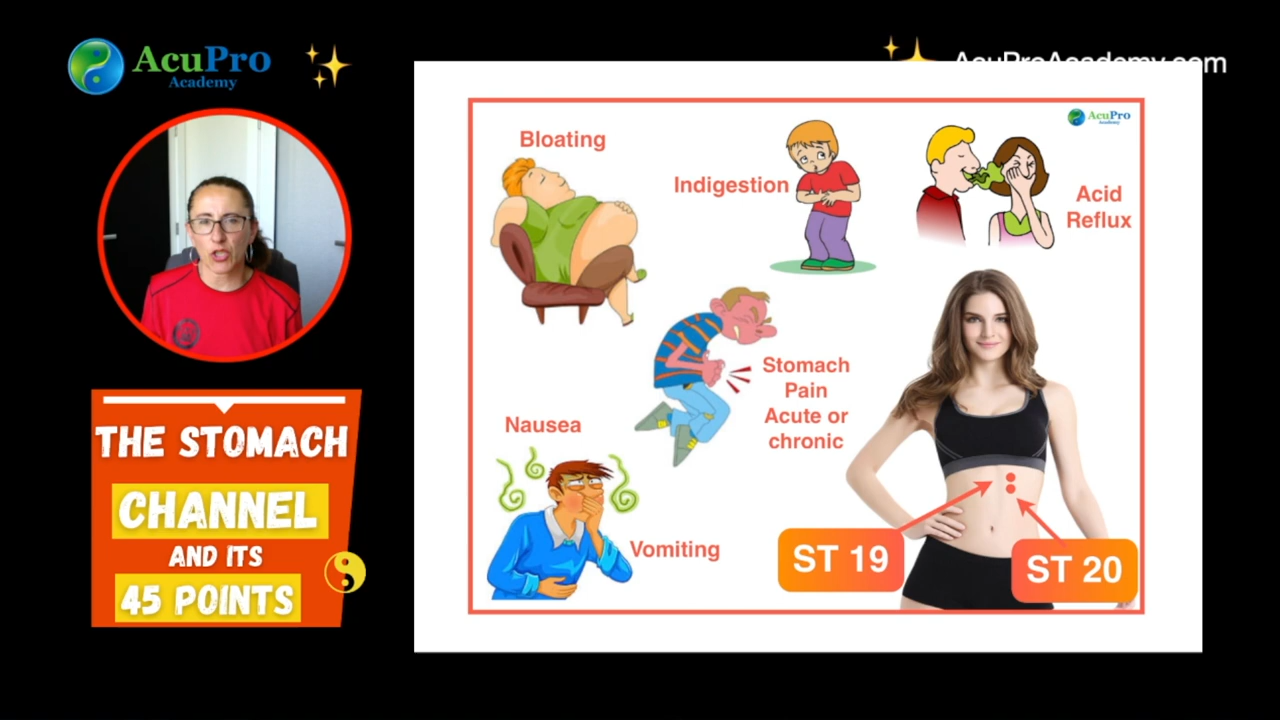 AcuPro
Academy
AcuProAcademy.com
THE STOMACH
CHANNEL
AND ITS
45 POINTS
AcuPro
Academy
Bloating
Indigestion
Acid
Reflux
Stomach
Pain
Acute or
chronic
Nausea
Vomiting
ST 19
ST 20